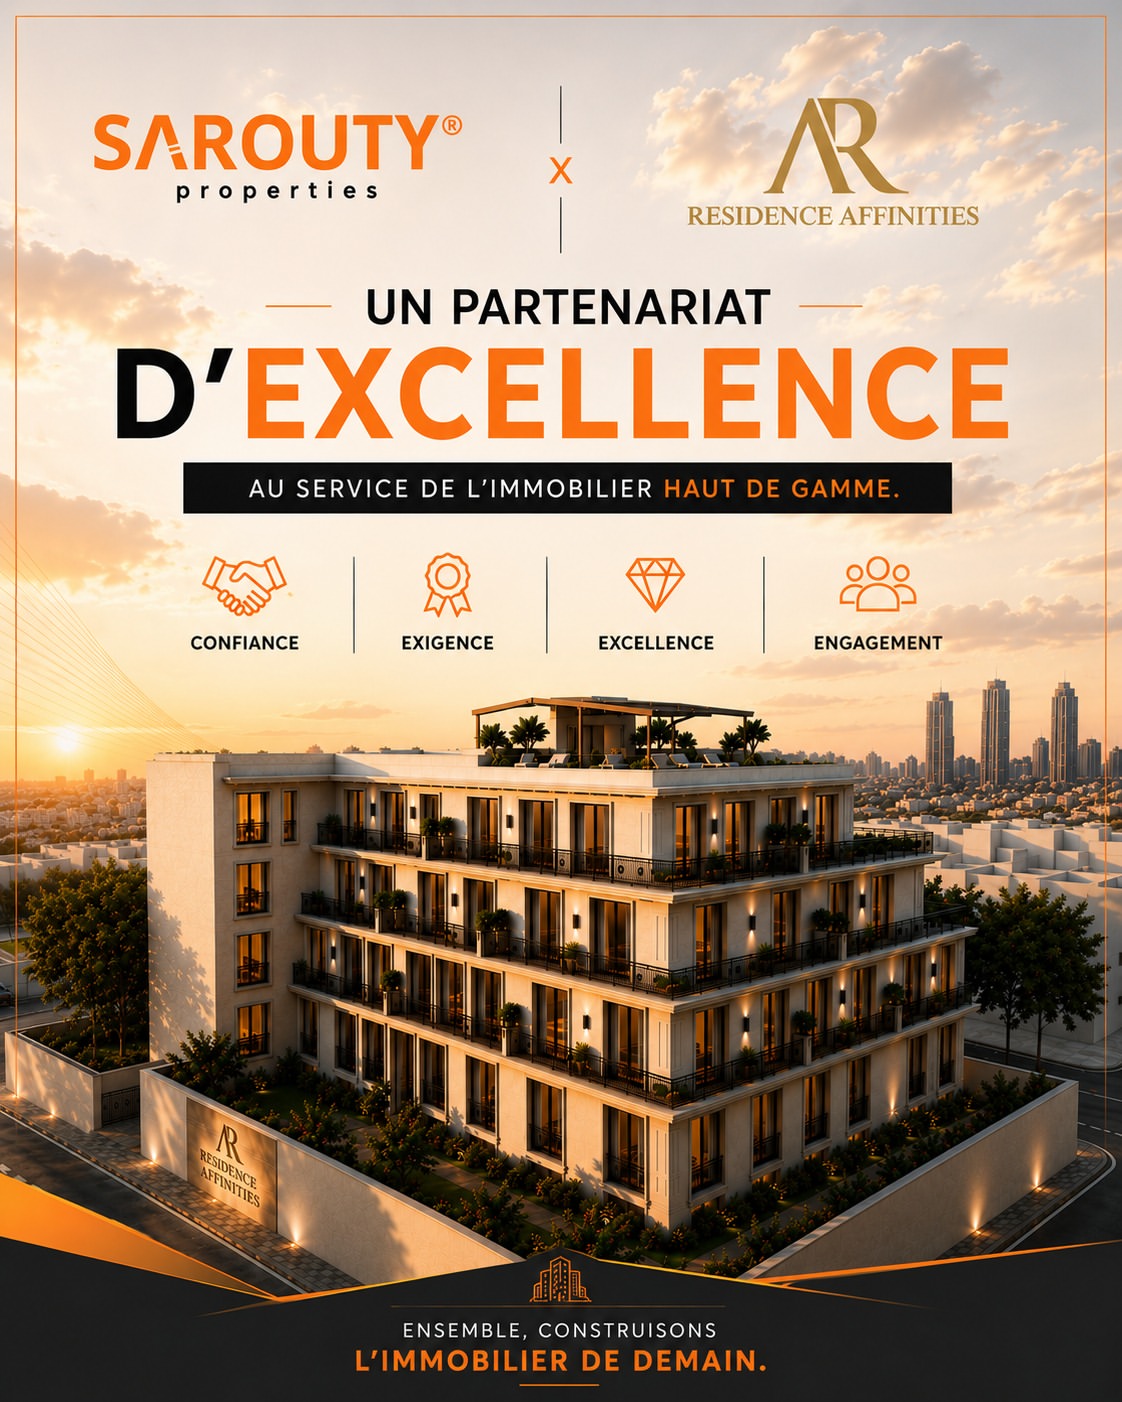 SAROUTY®
properties
X
AR
RESIDENCE AFFINITIES
UN PARTENARIAT
D'EXCELLENCE
AU SERVICE DE L'IMMOBILIER HAUT DE GAMME.
CONFIANCE
EXIGENCE
EXCELLENCE
ENGAGEMENT
AR
RESIDENCE
AFFINITIES
ENSEMBLE, CONSTRUISONS
L'IMMOBILIER DE DEMAIN.